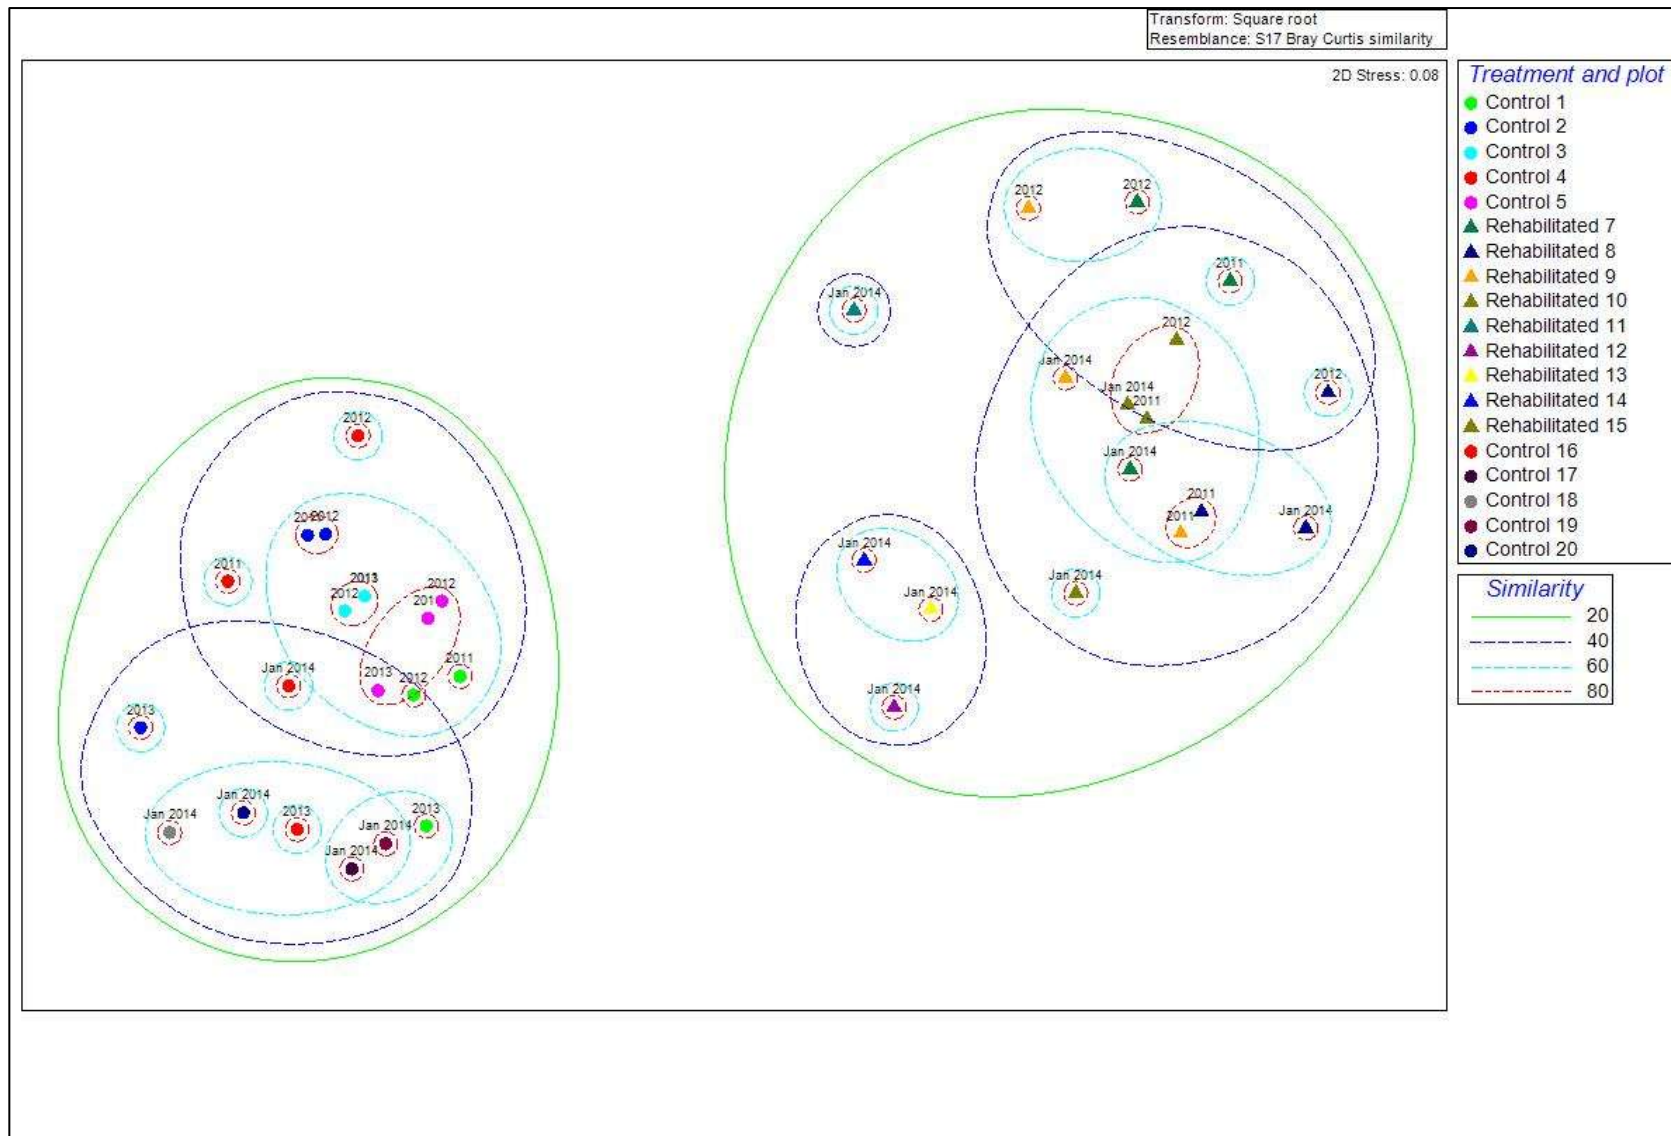 Transform: Square root
Resemblance: S17 Bray Curtis similarity
2D Stress: 0.08
Treatment and plot
Control 1
Control 2
Control 3
Control 4
Control 5
Rehabilitated 7
Rehabilitated 8
Rehabilitated 9
Rehabilitated 10
Rehabilitated 11
Rehabilitated 12
Rehabilitated 13
Rehabilitated 14
Rehabilitated 15
Control 16
Control 17
Control 18
Control 19
Control 20
Similarity
20
40
60
80
2012
2012
2011
Jan 2014
2012
Jan 2014
2012
Jan 2014
2011
2012
Jan 2014
2011
2011
Jan 2014
2012
Jan 2014
2011
Jan 2014
Jan 2014
2013
2012
2012
2011
Jan 2014
2013
2012
Jan 2014
2013
Jan 2014
Jan 2014
2013
2013
Jan 2014
Jan 2014